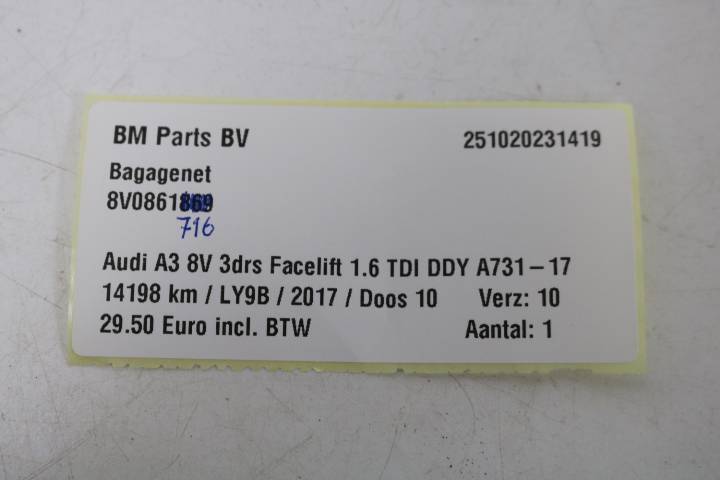 BM Parts BV 251020231419
Bagagenet
8V0861869
716
Audi A3 8V 3drs Facelift 1.6 TDI DDY A731-17
14198 km / LY9B / 2017 / Doos 10 Verz: 10
29.50 Euro incl. BTW Aantal: 1